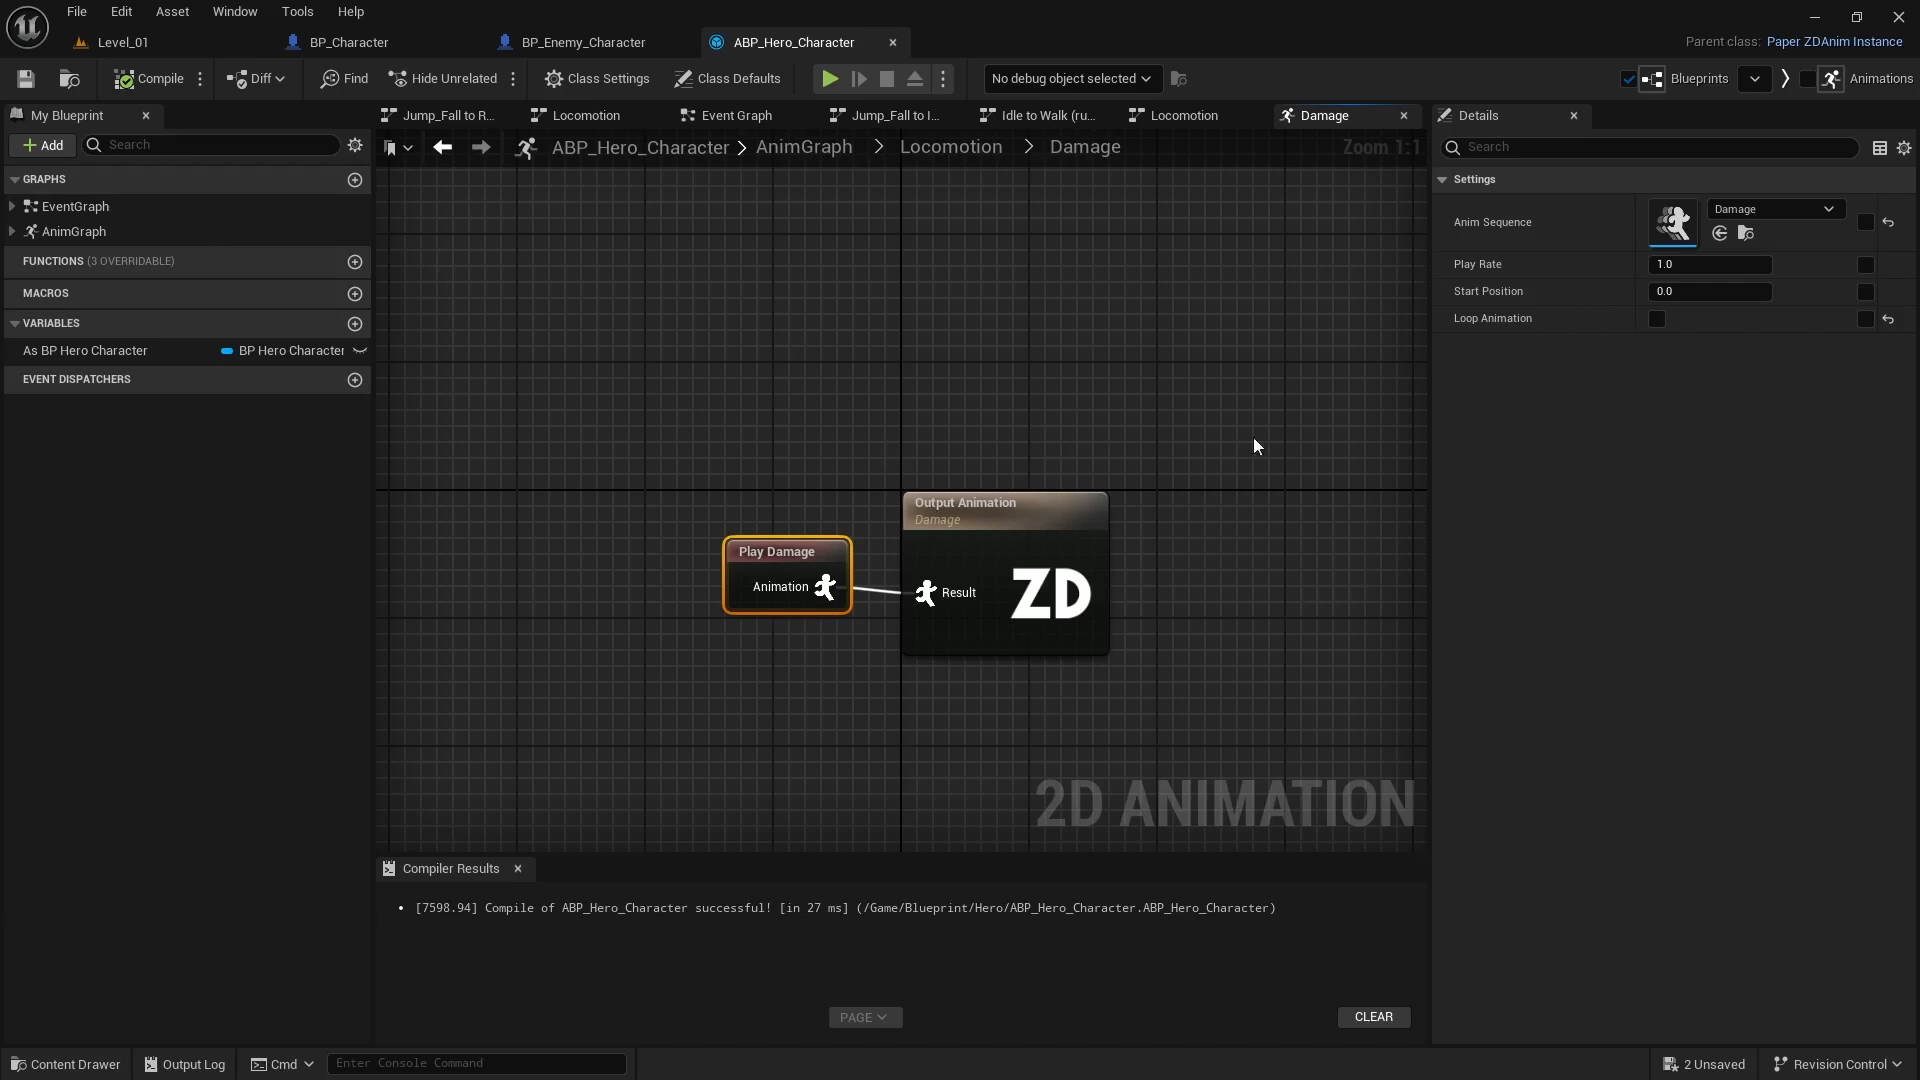 File Edit Asset Window Tools Help
Level_01 BP_Character BP_Enemy_Character ABP_Hero_Character
Parent class: Paper ZDAnim Instance
Compile Diff Find Hide Unrelated Class Settings Class Defaults No debug object selected Blueprints Animations
My Blueprint
Jump_Fall to R... Locomotion Event Graph Jump_Fall to I... Idle to Walk (ru... Locomotion Damage
Details
Add Search
ABP_Hero_Character > AnimGraph > Locomotion > Damage
Zoom 1:1
Search
GRAPHS
EventGraph
AnimGraph
FUNCTIONS (3 OVERRIDABLE)
MACROS
VARIABLES
As BP Hero Character BP Hero Character
EVENT DISPATCHERS
Settings
Anim Sequence Damage
Play Rate 1.0
Start Position 0.0
Loop Animation
Output Animation
Damage
Play Damage
Animation
Result
ZD
2D ANIMATION
Compiler Results
• [7598.94] Compile of ABP_Hero_Character successful! [in 27 ms] (/Game/Blueprint/Hero/ABP_Hero_Character.ABP_Hero_Character)
PAGE
CLEAR
Content Drawer Output Log Cmd Enter Console Command 2 Unsaved Revision Control